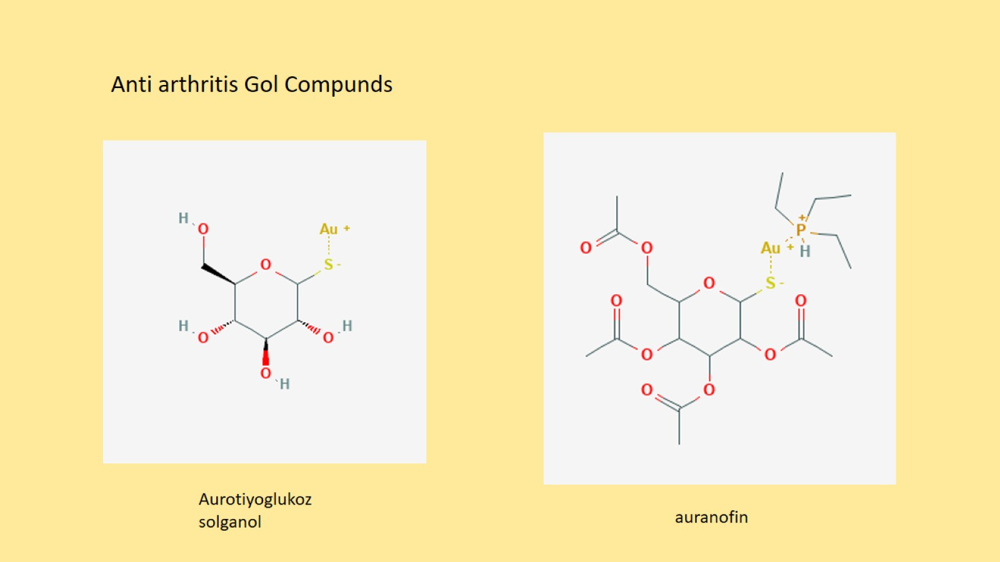 Anti arthritis Gol Compunds
H
O
Au +
O
S -
H
O
O
H
O
H
P +
H
Au +
O
O
O
S -
O
O
O
O
O
O
Aurotiyoglukoz
solganol
auranofin